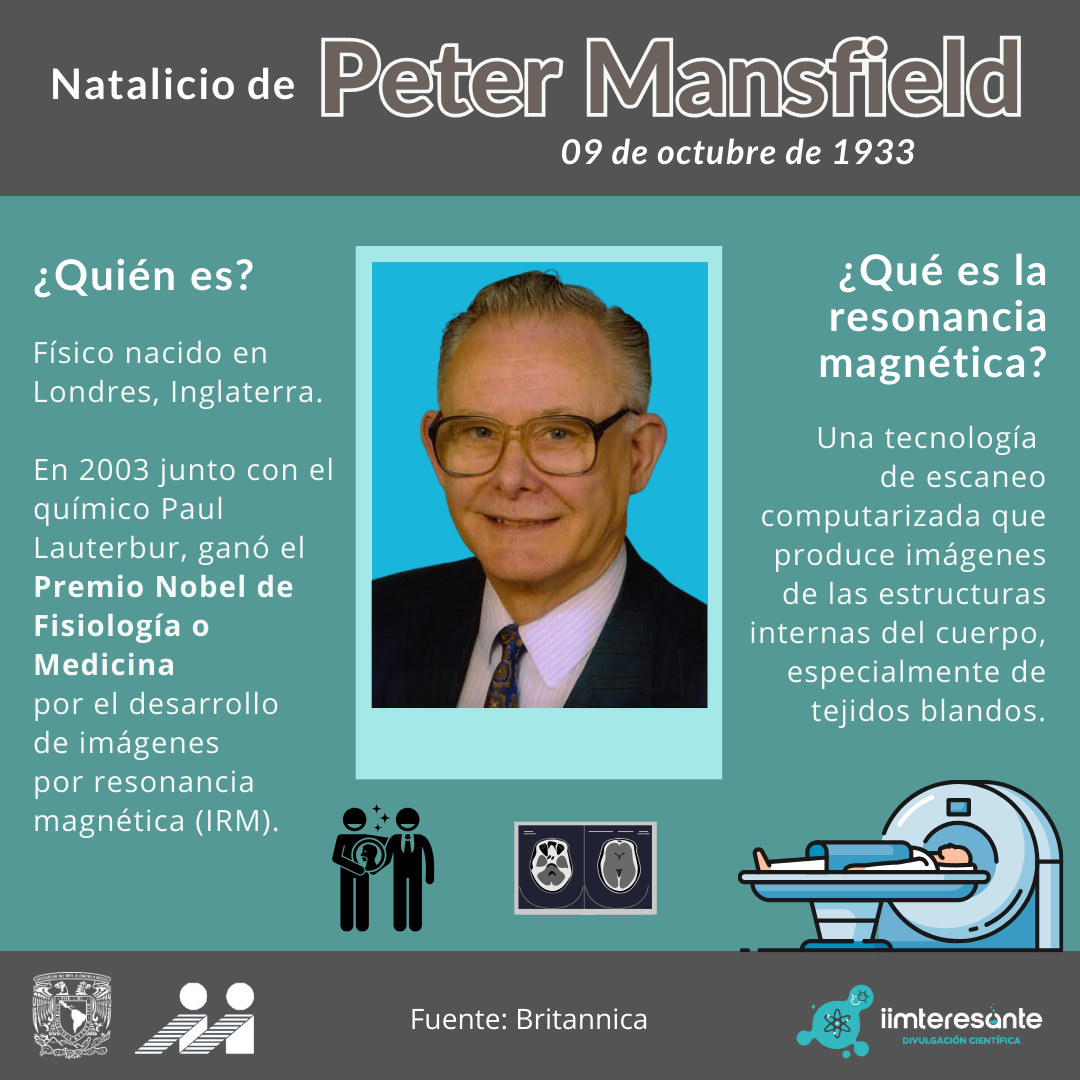 Natalicio de Peter Mansfield
09 de octubre de 1933
¿Quién es?
Físico nacido en
Londres, Inglaterra.
En 2003 junto con el
químico Paul
Lauterbur, ganó el
Premio Nobel de
Fisiología o
Medicina
por el desarrollo
de imágenes
por resonancia
magnética (IRM).
¿Qué es la
resonancia
magnética?
Una tecnología
de escaneo
computarizada que
produce imágenes
de las estructuras
internas del cuerpo,
especialmente de
tejidos blandos.
Fuente: Britannica
iimteresante
DIVULGACIÓN CIENTÍFICA